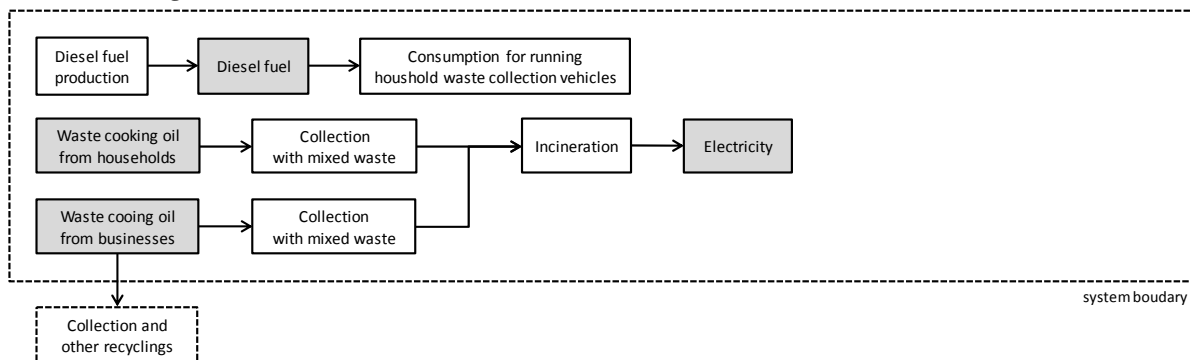 Diesel fuel
production
Diesel fuel
Consumption for running
houshold waste collection vehicles
Waste cooking oil
from households
Collection
with mixed waste
Incineration
Electricity
Waste cooing oil
from businesses
Collection
with mixed waste
system boudary
Collection and
other recyclings